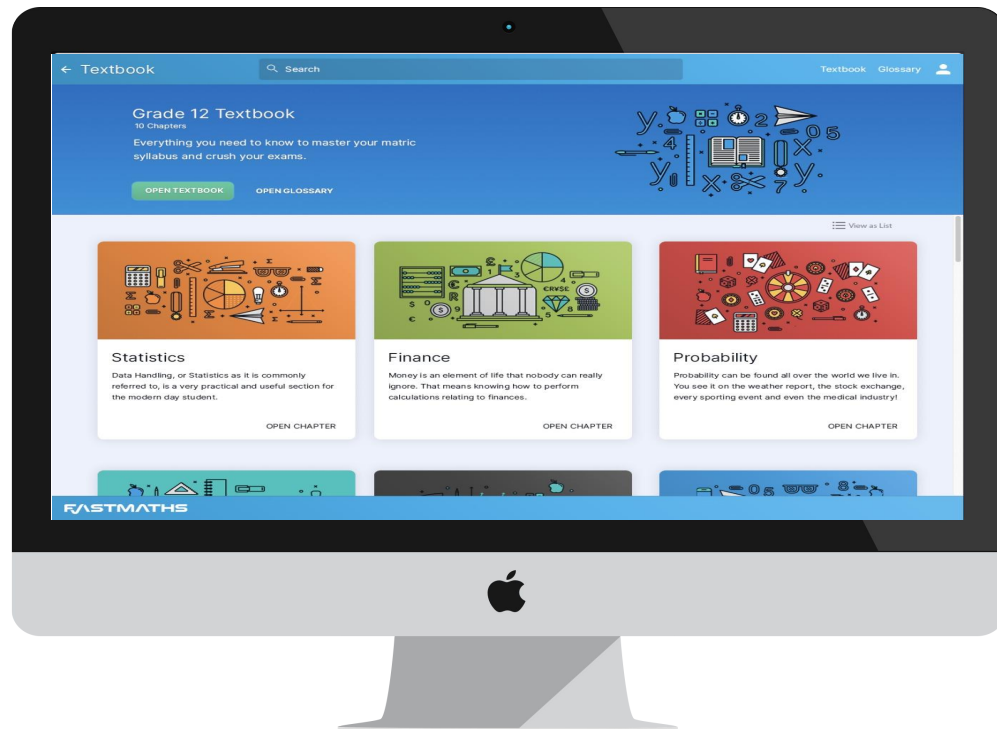 ← Textbook
Search
Textbook Glossary
Grade 12 Textbook
10 Chapters
Everything you need to know to master your matric
syllabus and crush your exams.
OPEN TEXTBOOK
OPEN GLOSSARY
View as List
Statistics
Data Handling, or Statistics as it is commonly
referred to, is a very practical and useful section for
the modern day student.
OPEN CHAPTER
Finance
Money is an element of life that nobody can really
ignore. That means knowing how to perform
calculations relating to finances.
OPEN CHAPTER
Probability
Probability can be found all over the world we live in.
You see it on the weather report, the stock exchange,
every sporting event and even the medical industry!
OPEN CHAPTER
FASTMATHS